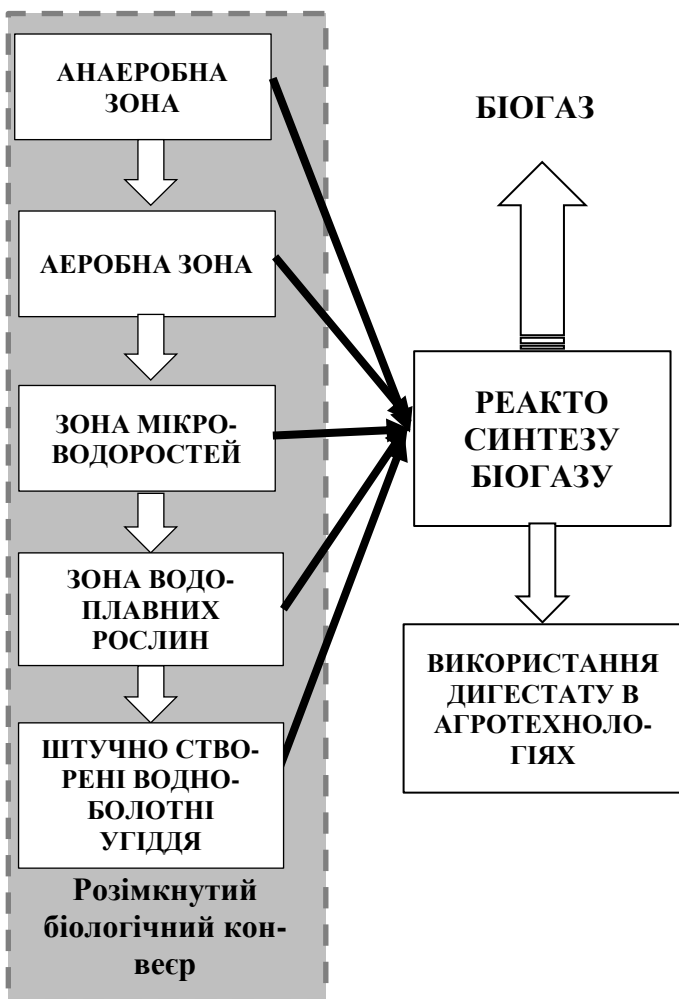 АНАЕРОБНА
ЗОНА
АЕРОБНА ЗОНА
ЗОНА МІКРО-
ВОДОРОСТЕЙ
ЗОНА ВОДО-
ПЛАВНИХ
РОСЛИН
ШТУЧНО СТВО-
РЕНІ ВОДНО-
БОЛОТНІ
УГІДДЯ
Розімкнутий
біологічний кон-
веєр
БІОГАЗ
РЕАКТО
СИНТЕЗУ
БІОГАЗУ
ВИКОРИСТАННЯ
ДИГЕСТАТУ В
АГРОТЕХНОЛО-
ГІЯХ